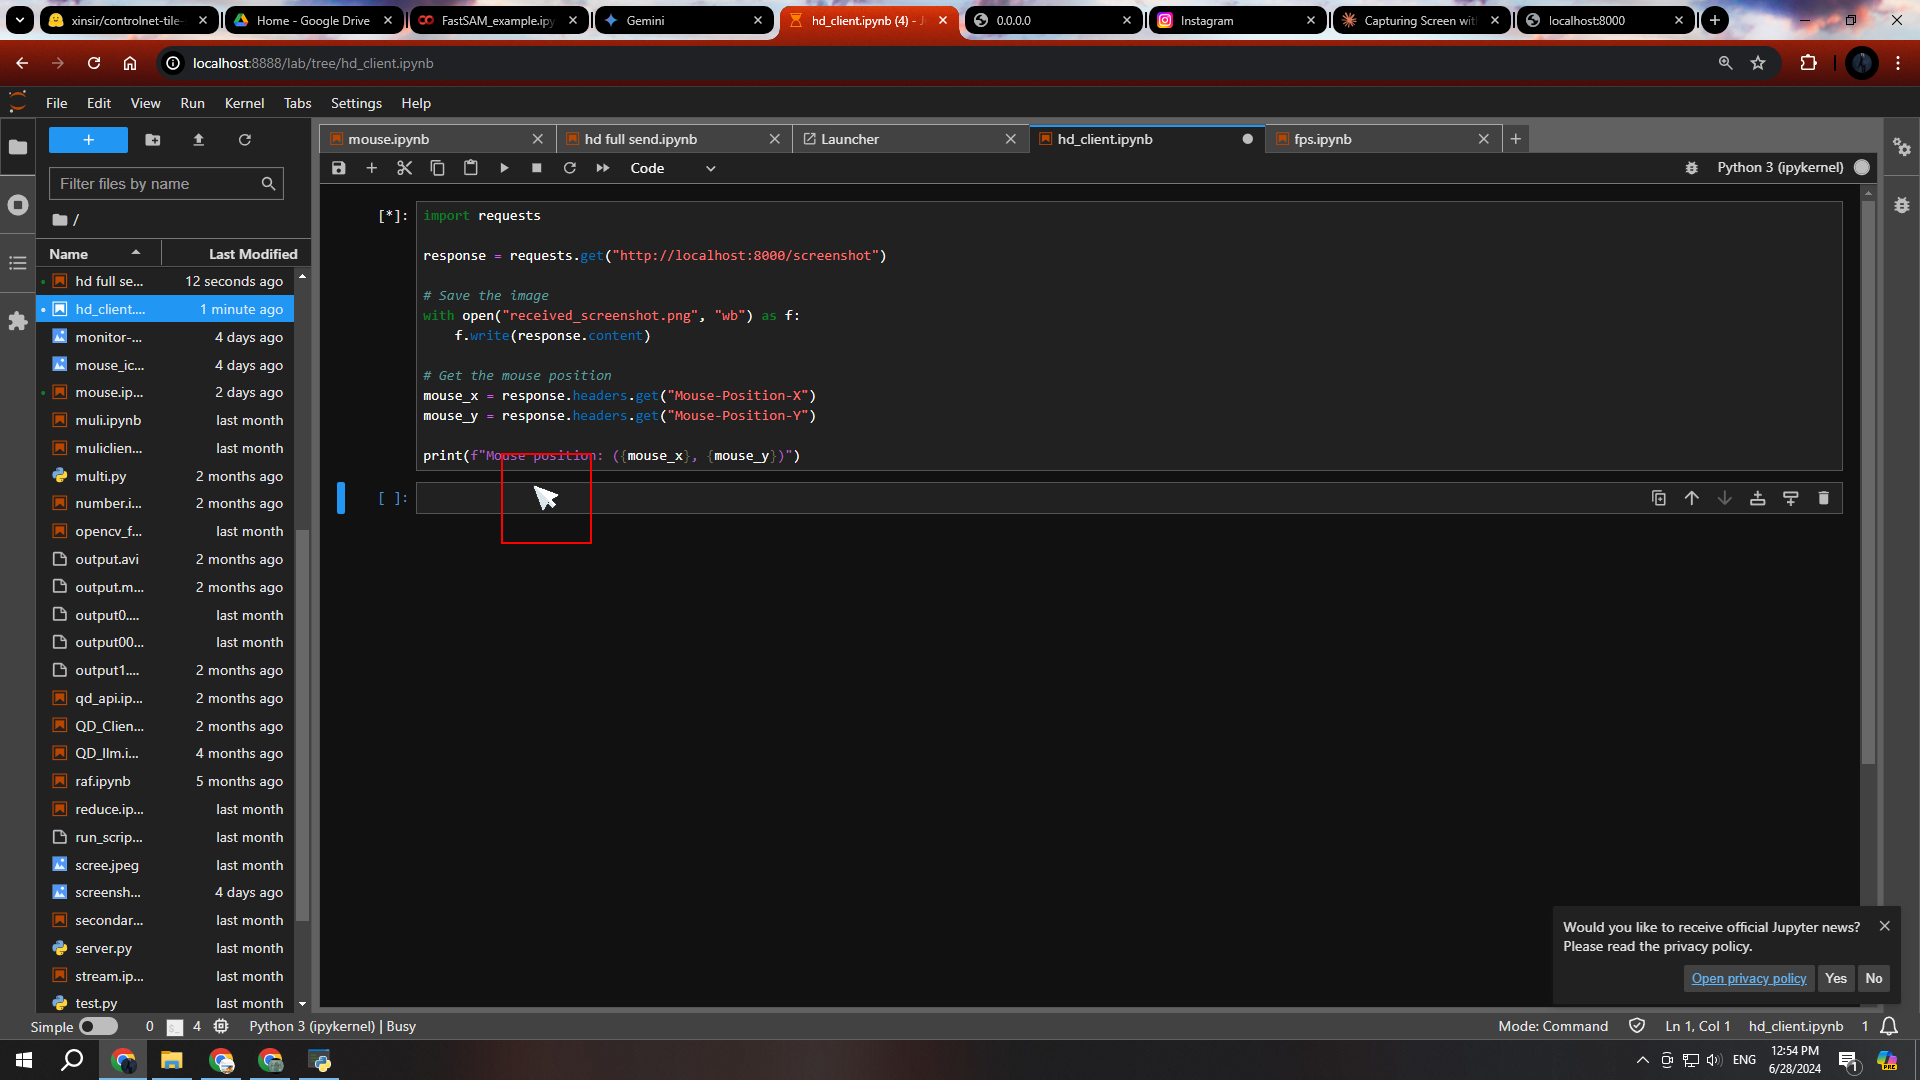 xinsir/controlnet-tile-
Home - Google Drive
FastSAM_example.ipy
Gemini
hd_client.ipynb (4) - J
0.0.0.0
Instagram
Capturing Screen with
localhost:8000
localhost:8888/lab/tree/hd_client.ipynb
File Edit View Run Kernel Tabs Settings Help
mouse.ipynb
hd full send.ipynb
Launcher
hd_client.ipynb
fps.ipynb
Code
Python 3 (ipykernel)
Filter files by name
/
Name Last Modified
hd full se... 12 seconds ago
hd_client.... 1 minute ago
monitor-... 4 days ago
mouse_ic... 4 days ago
mouse.ip... 2 days ago
muli.ipynb last month
muliclien... last month
multi.py 2 months ago
number.i... 2 months ago
opencv_f... last month
output.avi 2 months ago
output.m... 2 months ago
output0.... last month
output00... last month
output1.... 2 months ago
qd_api.ip... 2 months ago
QD_Clien... 2 months ago
QD_llm.i... 4 months ago
raf.ipynb 5 months ago
reduce.ip... last month
run_scrip... last month
scree.jpeg last month
screensh... 4 days ago
secondar... last month
server.py last month
stream.ip... last month
test.py last month
[*]:
import requests
response = requests.get("http://localhost:8000/screenshot")
# Save the image
with open("received_screenshot.png", "wb") as f:
f.write(response.content)
# Get the mouse position
mouse_x = response.headers.get("Mouse-Position-X")
mouse_y = response.headers.get("Mouse-Position-Y")
print(f"Mouse position: ({mouse_x}, {mouse_y})")
[ ]:
Would you like to receive official Jupyter news?
Please read the privacy policy.
Open privacy policy Yes No
Simple 0 4 Python 3 (ipykernel) | Busy
Mode: Command Ln 1, Col 1 hd_client.ipynb 1
ENG
12:54 PM
6/28/2024
1
PRE